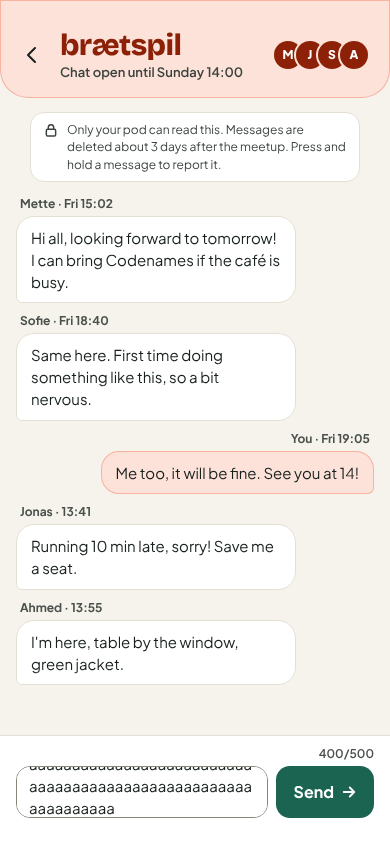 brætspil
Chat open until Sunday 14:00
M J S A
Only your pod can read this. Messages are
deleted about 3 days after the meetup. Press and
hold a message to report it.
Mette · Fri 15:02
Hi all, looking forward to tomorrow!
I can bring Codenames if the café is
busy.
Sofie · Fri 18:40
Same here. First time doing
something like this, so a bit
nervous.
You · Fri 19:05
Me too, it will be fine. See you at 14!
Jonas · 13:41
Running 10 min late, sorry! Save me
a seat.
Ahmed · 13:55
I'm here, table by the window,
green jacket.
400/500
aaaaaaaaaaaaaaaaaaaaaaaaaa
aaaaaaaaaaaaaaaaaaaaaaaaaa
aaaaaaaaaa
Send →